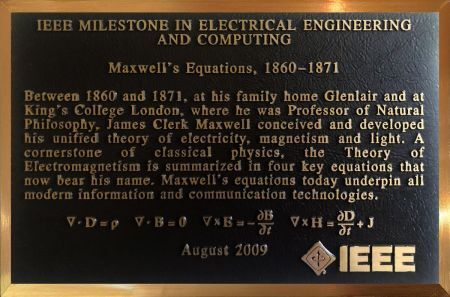 IEEE MILESTONE IN ELECTRICAL ENGINEERING
AND COMPUTING
Maxwell's Equations, 1860-1871
Between 1860 and 1871, at his family home Glenlair and at
King's College London, where he was Professor of Natural
Philosophy, James Clerk Maxwell conceived and developed
his unified theory of electricity, magnetism and light. A
cornerstone of classical physics, the Theory of
Electromagnetism is summarized in four key equations that
now bear his name. Maxwell's equations today underpin all
modern information and communication technologies.
∇·D=ρ ∇·B=0 ∇×E=-∂B/∂t ∇×H=∂D/∂t+J
August 2009
IEEE